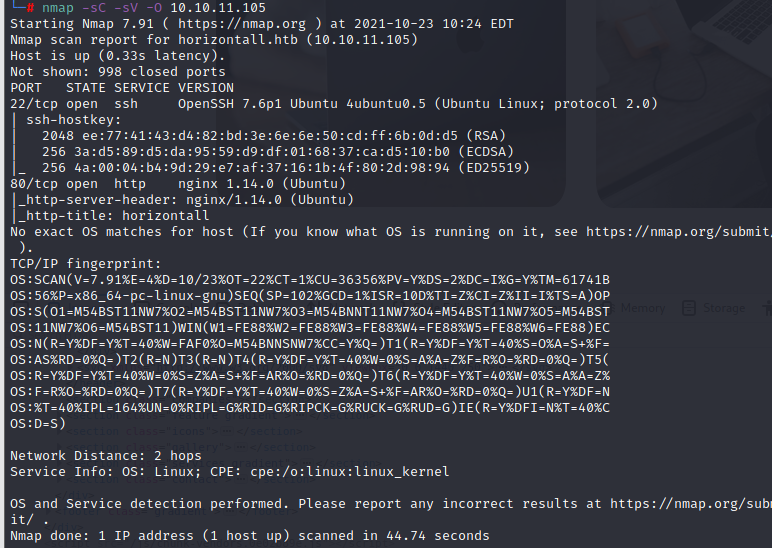 └─# nmap -sC -sV -O 10.10.11.105
Starting Nmap 7.91 ( https://nmap.org ) at 2021-10-23 10:24 EDT
Nmap scan report for horizontall.htb (10.10.11.105)
Host is up (0.33s latency).
Not shown: 998 closed ports
PORT   STATE SERVICE VERSION
22/tcp open  ssh     OpenSSH 7.6p1 Ubuntu 4ubuntu0.5 (Ubuntu Linux; protocol 2.0)
| ssh-hostkey:
|   2048 ee:77:41:43:d4:82:bd:3e:6e:6e:50:cd:ff:6b:0d:d5 (RSA)
|   256 3a:d5:89:d5:da:95:59:d9:df:01:68:37:ca:d5:10:b0 (ECDSA)
|_  256 4a:00:04:b4:9d:29:e7:af:37:16:1b:4f:80:2d:98:94 (ED25519)
80/tcp open  http    nginx 1.14.0 (Ubuntu)
|_http-server-header: nginx/1.14.0 (Ubuntu)
|_http-title: horizontall
No exact OS matches for host (If you know what OS is running on it, see https://nmap.org/submit/
 ).
TCP/IP fingerprint:
OS:SCAN(V=7.91%E=4%D=10/23%OT=22%CT=1%CU=36356%PV=Y%DS=2%DC=I%G=Y%TM=61741B
OS:56%P=x86_64-pc-linux-gnu)SEQ(SP=102%GCD=1%ISR=10D%TI=Z%CI=Z%II=I%TS=A)OP
OS:S(O1=M54BST11NW7%O2=M54BST11NW7%O3=M54BNNT11NW7%O4=M54BST11NW7%O5=M54BST
OS:11NW7%O6=M54BST11)WIN(W1=FE88%W2=FE88%W3=FE88%W4=FE88%W5=FE88%W6=FE88)EC
OS:N(R=Y%DF=Y%T=40%W=FAF0%O=M54BNNSNW7%CC=Y%Q=)T1(R=Y%DF=Y%T=40%S=O%A=S+%F=
OS:AS%RD=0%Q=)T2(R=N)T3(R=N)T4(R=Y%DF=Y%T=40%W=0%S=A%A=Z%F=R%O=%RD=0%Q=)T5(
OS:R=Y%DF=Y%T=40%W=0%S=Z%A=S+%F=AR%O=%RD=0%Q=)T6(R=Y%DF=Y%T=40%W=0%S=A%A=Z%
OS:F=R%O=%RD=0%Q=)T7(R=Y%DF=Y%T=40%W=0%S=Z%A=S+%F=AR%O=%RD=0%Q=)U1(R=Y%DF=N
OS:%T=40%IPL=164%UN=0%RIPL=G%RID=G%RIPCK=G%RUCK=G%RUD=G)IE(R=Y%DFI=N%T=40%C
OS:D=S)
Memory
Storage
Network Distance: 2 hops
Service Info: OS: Linux; CPE: cpe:/o:linux:linux_kernel
OS and Service detection performed. Please report any incorrect results at https://nmap.org/subm
it/ .
Nmap done: 1 IP address (1 host up) scanned in 44.74 seconds